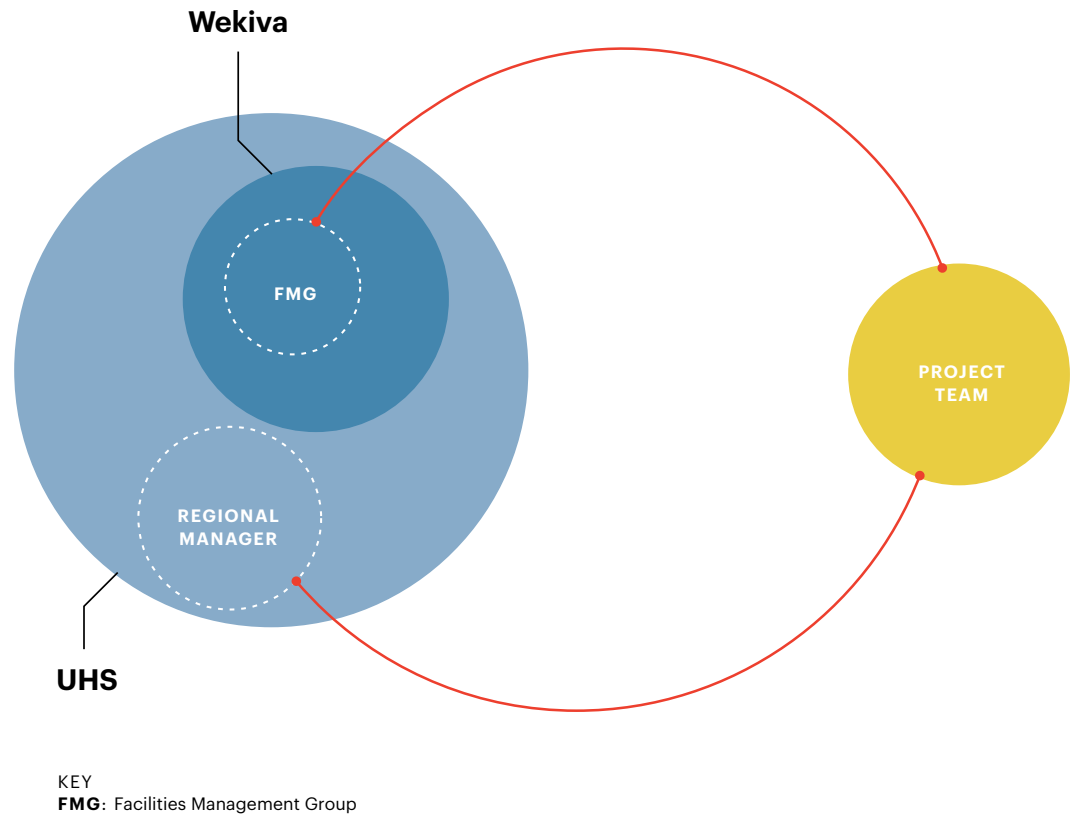 Wekiva
FMG
PROJECT
TEAM
REGIONAL
MANAGER
UHS
KEY
FMG: Facilities Management Group